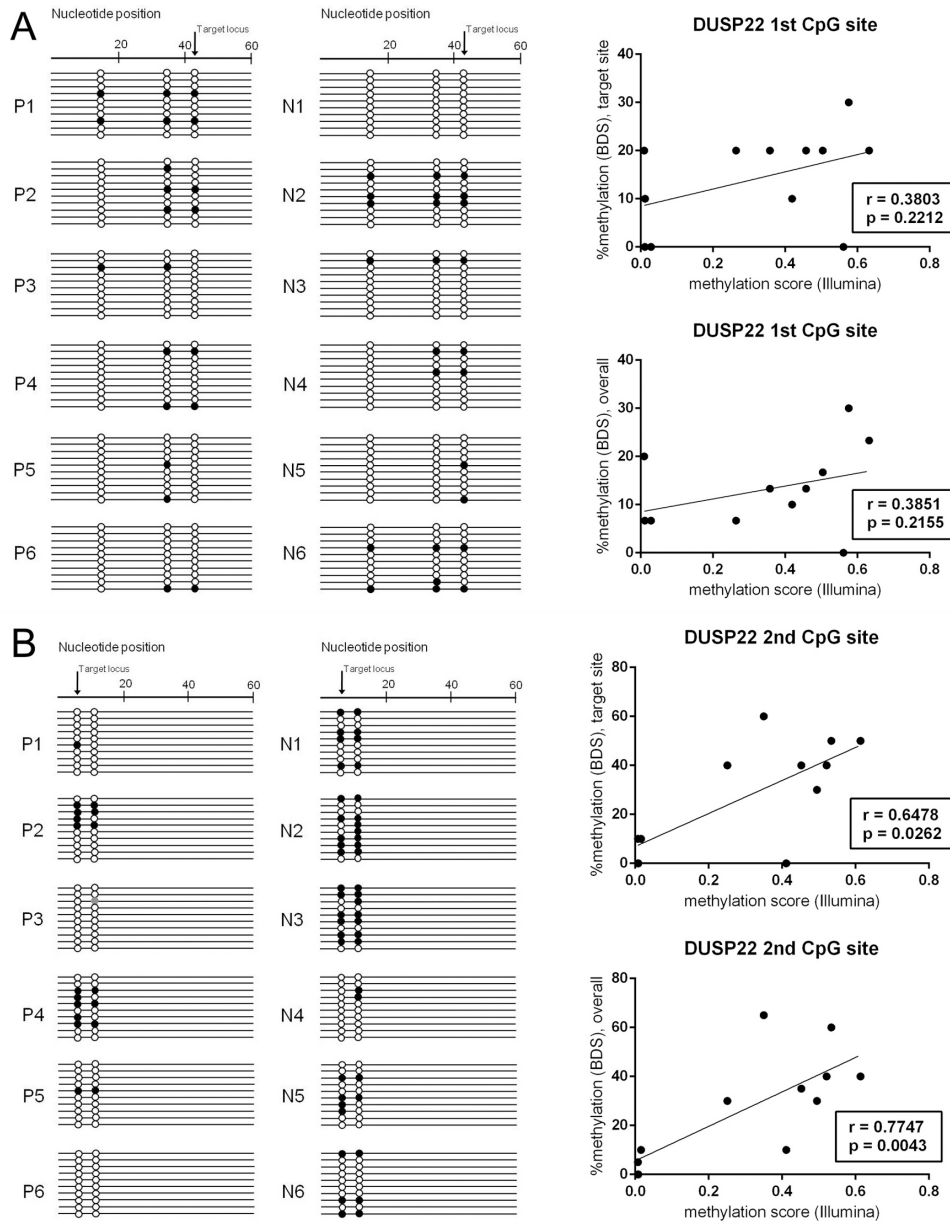 A
Nucleotide position
Target locus
20 40 60
P1
P2
P3
P4
P5
P6
Nucleotide position
Target locus
20 40 60
N1
N2
N3
N4
N5
N6
DUSP22 1st CpG site
%methylation (BDS), target site
40
30
20
10
0
0.0 0.2 0.4 0.6 0.8
methylation score (Illumina)
r = 0.3803
p = 0.2212
DUSP22 1st CpG site
%methylation (BDS), overall
40
30
20
10
0
0.0 0.2 0.4 0.6 0.8
methylation score (Illumina)
r = 0.3851
p = 0.2155
B
Nucleotide position
Target locus
20 40 60
P1
P2
P3
P4
P5
P6
Nucleotide position
Target locus
20 40 60
N1
N2
N3
N4
N5
N6
DUSP22 2nd CpG site
%methylation (BDS), target site
80
60
40
20
0
0.0 0.2 0.4 0.6 0.8
methylation score (Illumina)
r = 0.6478
p = 0.0262
DUSP22 2nd CpG site
%methylation (BDS), overall
80
60
40
20
0
0.0 0.2 0.4 0.6 0.8
methylation score (Illumina)
r = 0.7747
p = 0.0043